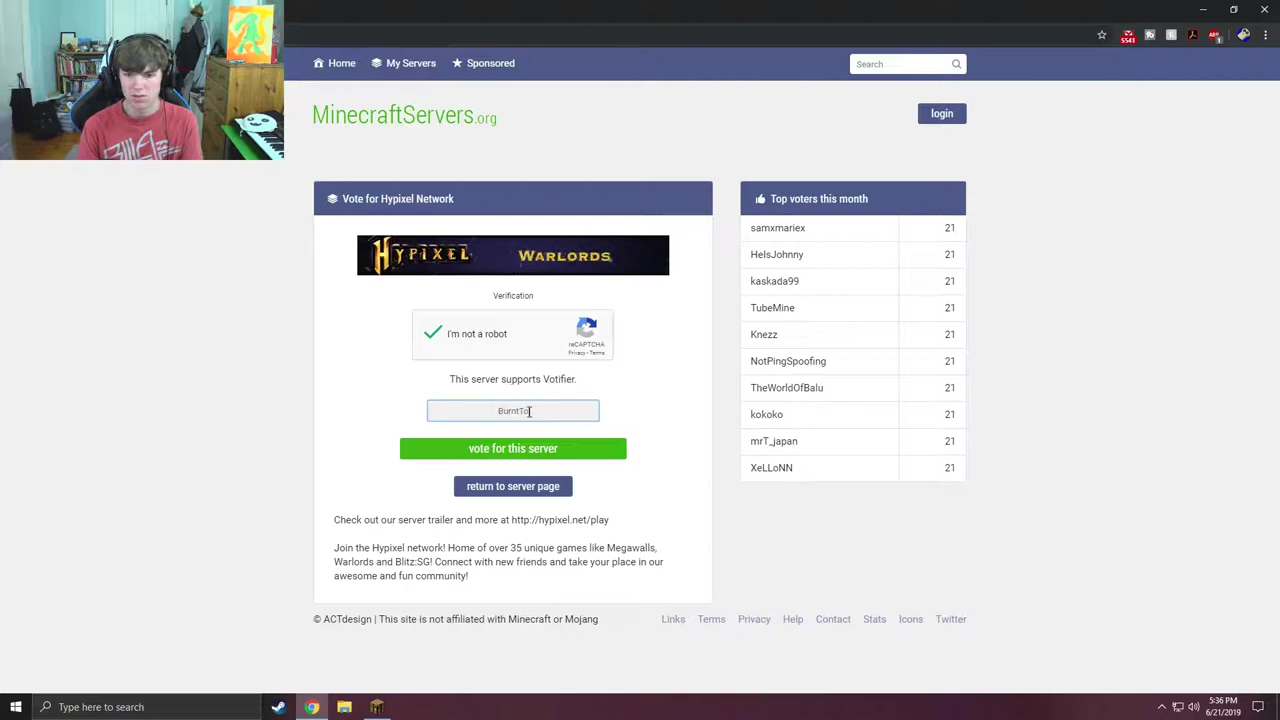 Home
My Servers
Sponsored
Search
5541
1
MinecraftServers.org
login
Vote for Hypixel Network
HYPIXEL WARLORDS
Verification
I'm not a robot
reCAPTCHA
Privacy - Terms
This server supports Votifier.
BurntTo
vote for this server
return to server page
Check out our server trailer and more at http://hypixel.net/play
Join the Hypixel network! Home of over 35 unique games like Megawalls,
Warlords and Blitz:SG! Connect with new friends and take your place in our
awesome and fun community!
Top voters this month
samxmariex 21
HeIsJohnny 21
kaskada99 21
TubeMine 21
Knezz 21
NotPingSpoofing 21
TheWorldOfBalu 21
kokoko 21
mrT_japan 21
XeLLoNN 21
© ACTdesign | This site is not affiliated with Minecraft or Mojang
Links Terms Privacy Help Contact Stats Icons Twitter
Type here to search
5:36 PM
6/21/2019